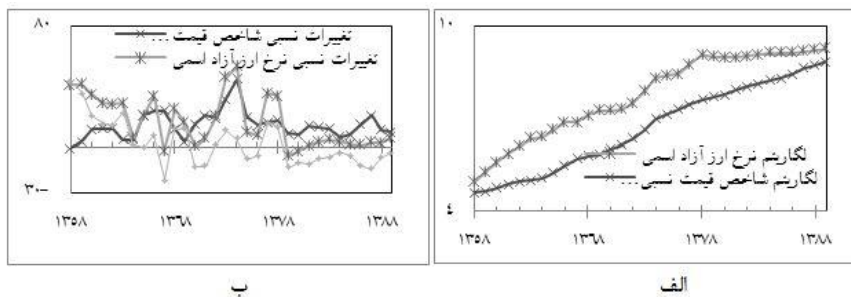 ۱۰
لگاریتم نرخ ارز آزاد اسمی
لگاریتم شاخص قیمت نسبی...
۴
۱۳۵۸ ۱۳۶۸ ۱۳۷۸ ۱۳۸۸
الف
۸۰
تغییرات نسبی شاخص قیمت ...
تغییرات نسبی نرخ ارز آزاد اسمی
۳۰-
۱۳۵۸ ۱۳۶۸ ۱۳۷۸ ۱۳۸۸
ب